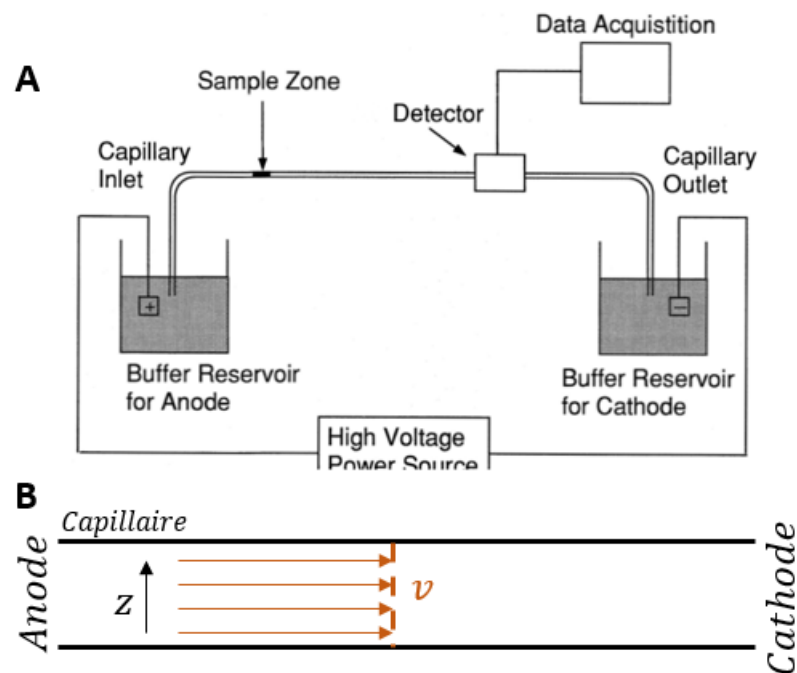 A
Data Acquistition
Sample Zone
Detector
Capillary
Inlet
Capillary
Outlet
+
−
Buffer Reservoir
for Anode
Buffer Reservoir
for Cathode
High Voltage
Power Source
B
Capillaire
Anode
Z
v
Cathode